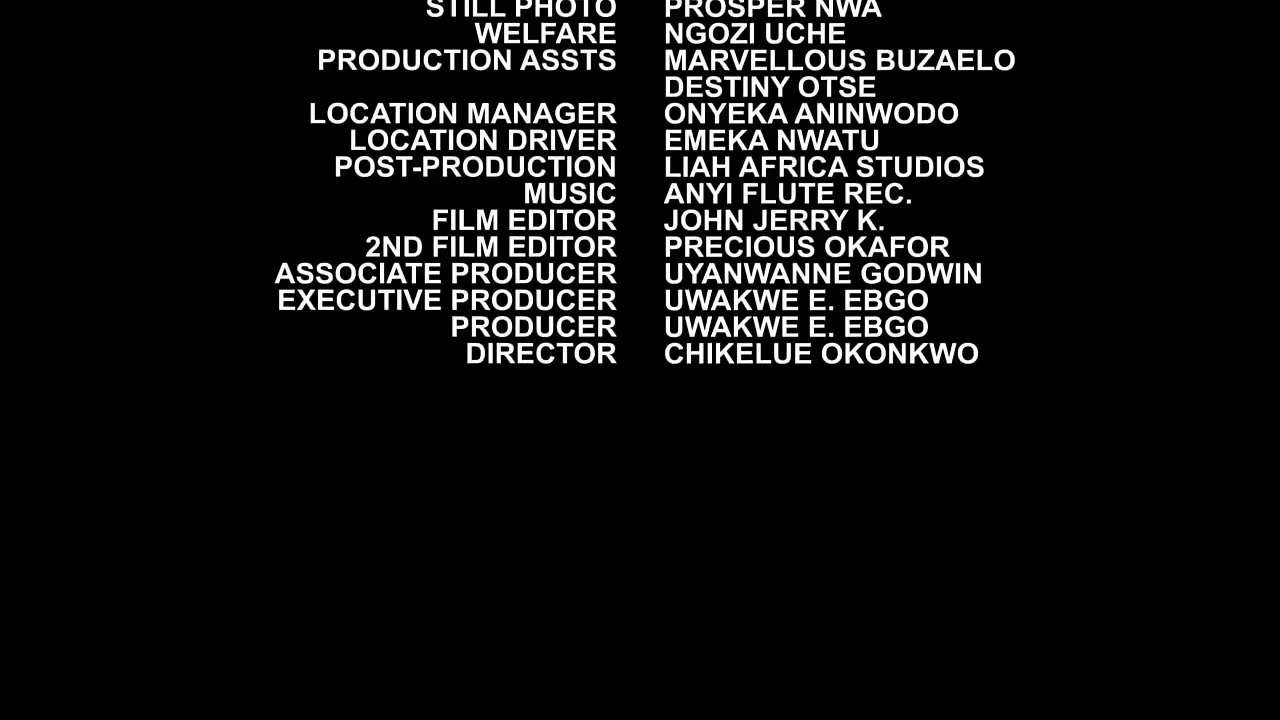 STILL PHOTO PROSPER NWA
WELFARE NGOZI UCHE
PRODUCTION ASSTS MARVELLOUS BUZAELO
DESTINY OTSE
LOCATION MANAGER ONYEKA ANINWODO
LOCATION DRIVER EMEKA NWATU
POST-PRODUCTION LIAH AFRICA STUDIOS
MUSIC ANYI FLUTE REC.
FILM EDITOR JOHN JERRY K.
2ND FILM EDITOR PRECIOUS OKAFOR
ASSOCIATE PRODUCER UYANWANNE GODWIN
EXECUTIVE PRODUCER UWAKWE E. EBGO
PRODUCER UWAKWE E. EBGO
DIRECTOR CHIKELUE OKONKWO